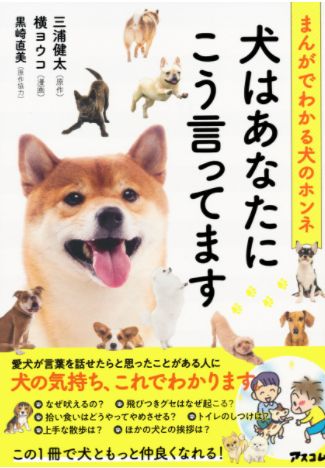 まんがでわかる犬のホンネ
犬はあなたに
こう言ってます
三浦健太(原作)
横ヨウコ(漫画)
黒崎直美(原作協力)
愛犬が言葉を話せたらと思ったことがある人に
犬の気持ち、これでわかります
なぜ吠えるの?
飛びつきグセはなぜ起こる?
拾い食いはどうやってやめさせる?
トイレのしつけは?
上手な散歩は?
ほかの犬との挨拶は?
この1冊で犬ともっと仲良くなれる!
アスコム